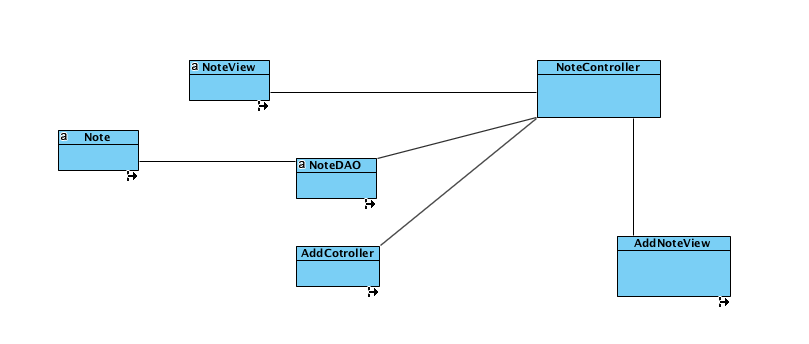 a NoteView
NoteController
a Note
a NoteDAO
AddCotroller
AddNoteView